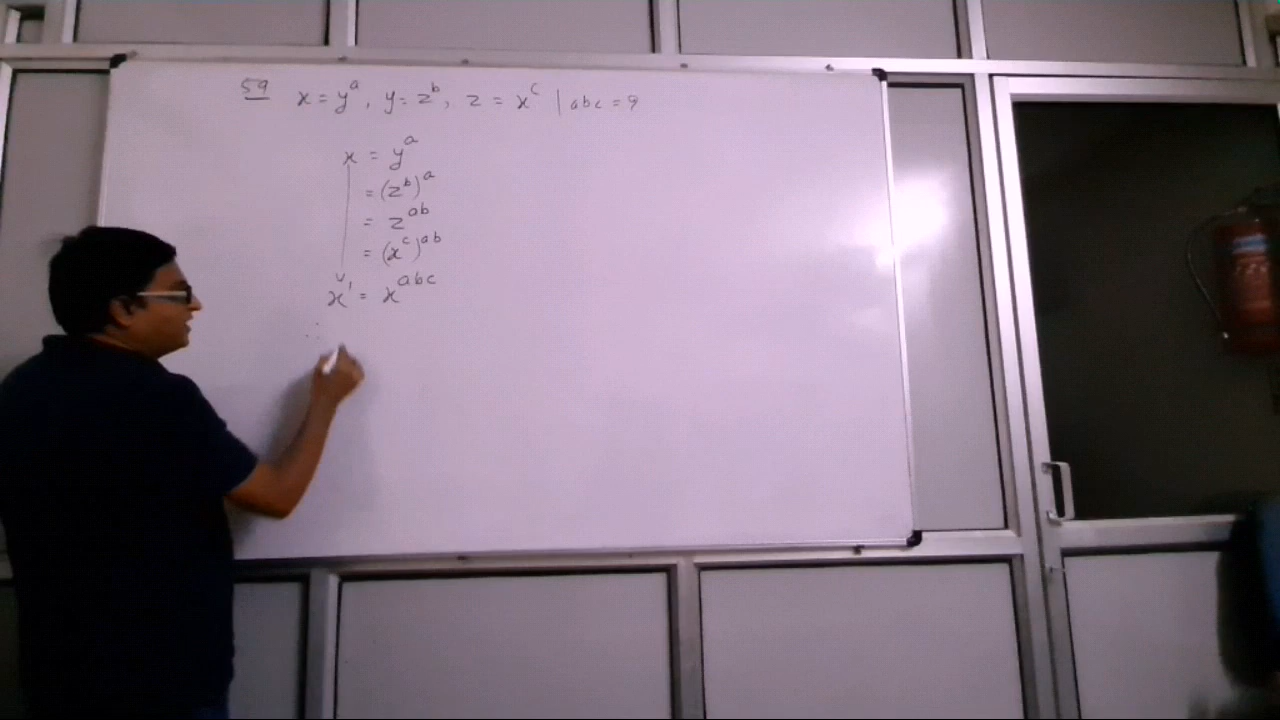 59 x = y^a, y = z^b, z = x^c | abc = ?
x = y^a
= (z^b)^a
= z^ab
= (x^c)^ab
x^1 = x^abc
∴